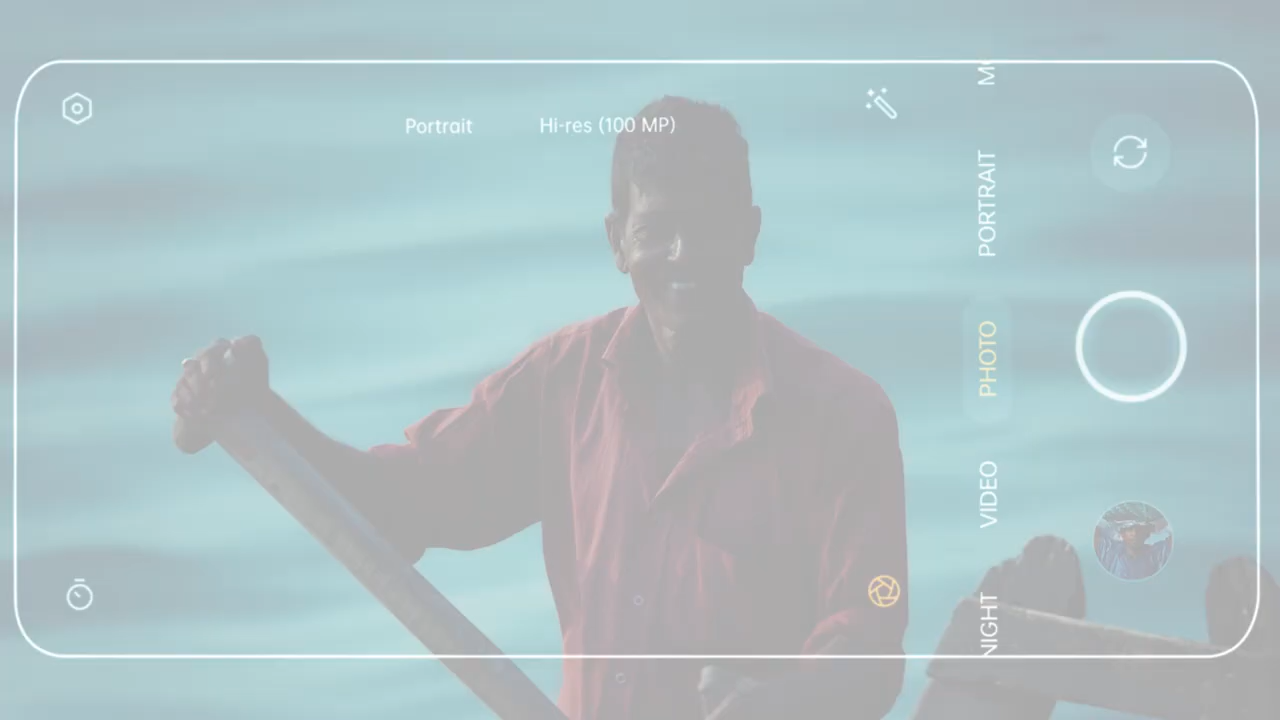 Portrait
Hi-res (100 MP)
PORTRAIT
PHOTO
VIDEO